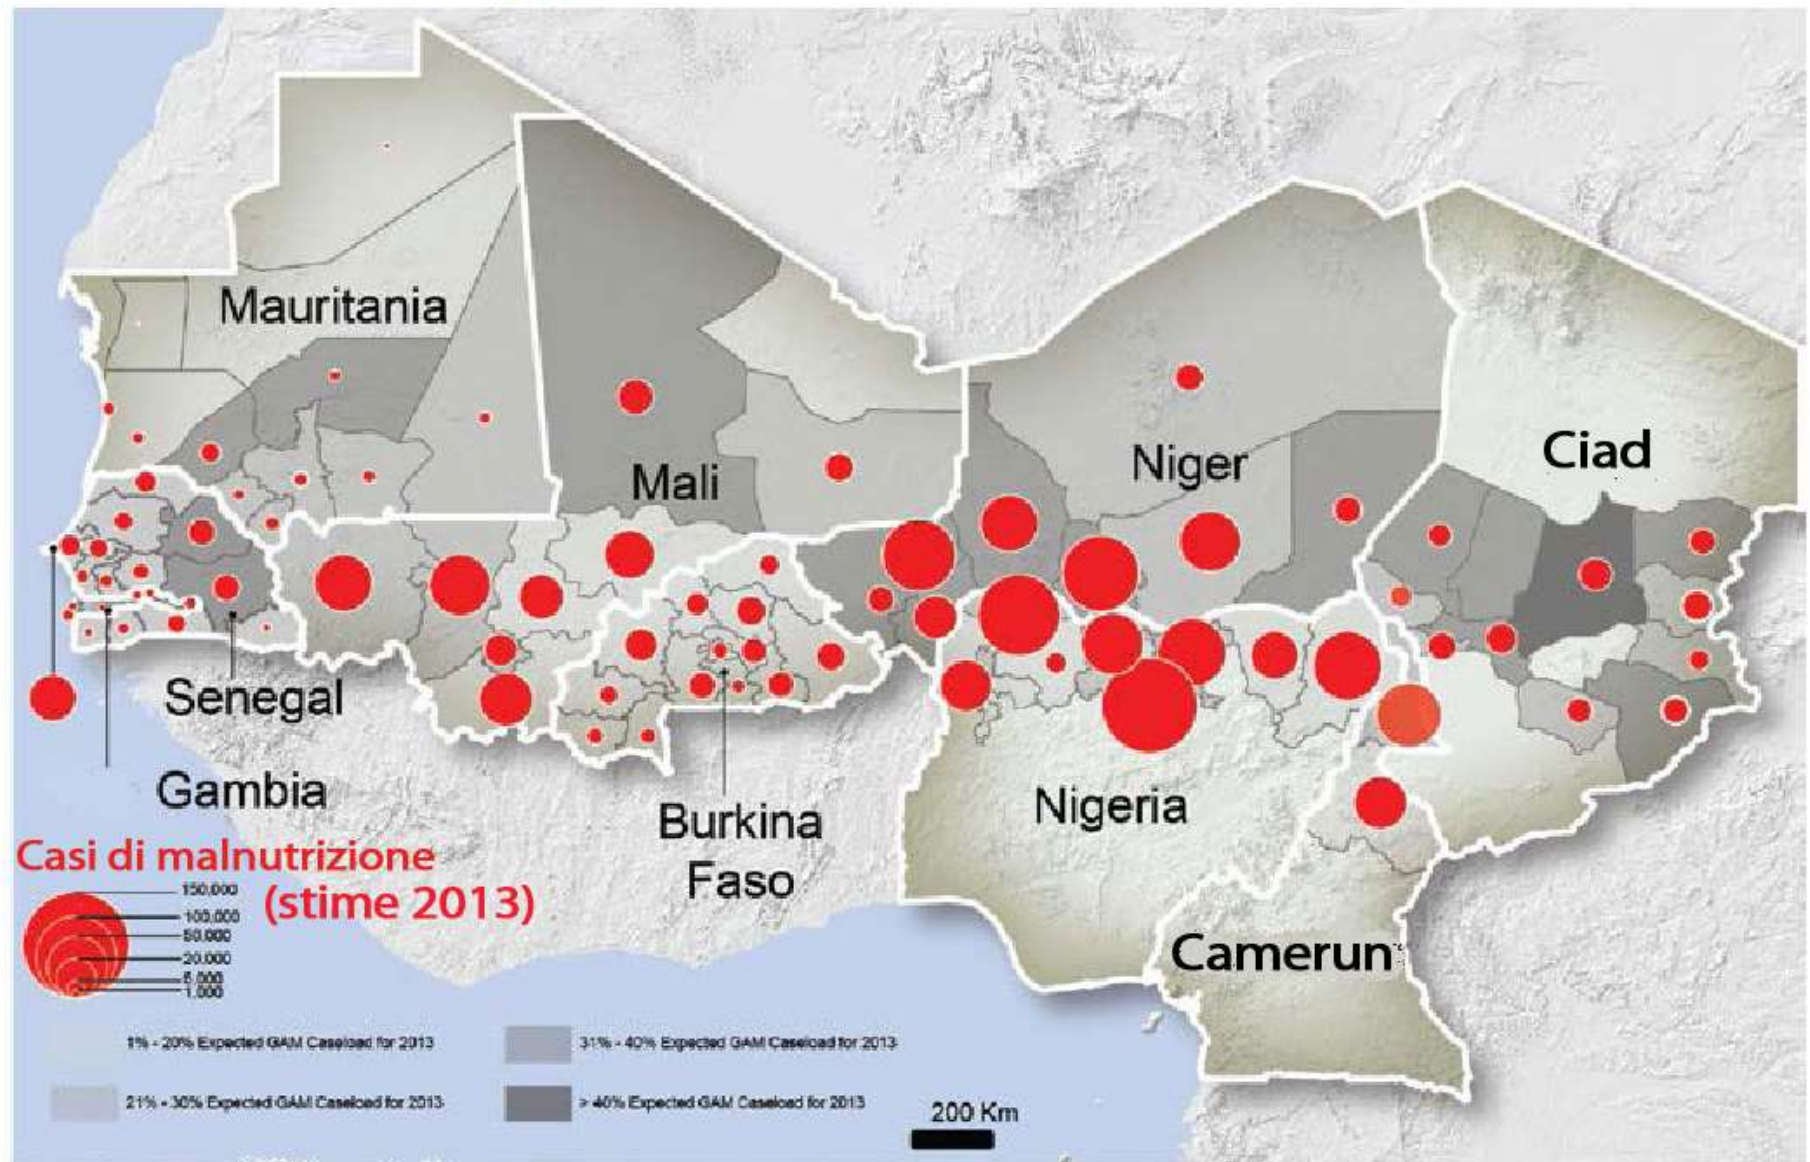 Mauritania
Mali
Niger
Ciad
Senegal
Gambia
Burkina
Faso
Nigeria
Camerun
Casi di malnutrizione
(stime 2013)
150,000
100,000
50,000
20,000
5,000
1,000
1% - 20% Expected GAM Caseload for 2013
31% - 40% Expected GAM Caseload for 2013
21% - 30% Expected GAM Caseload for 2013
> 40% Expected GAM Caseload for 2013
200 Km